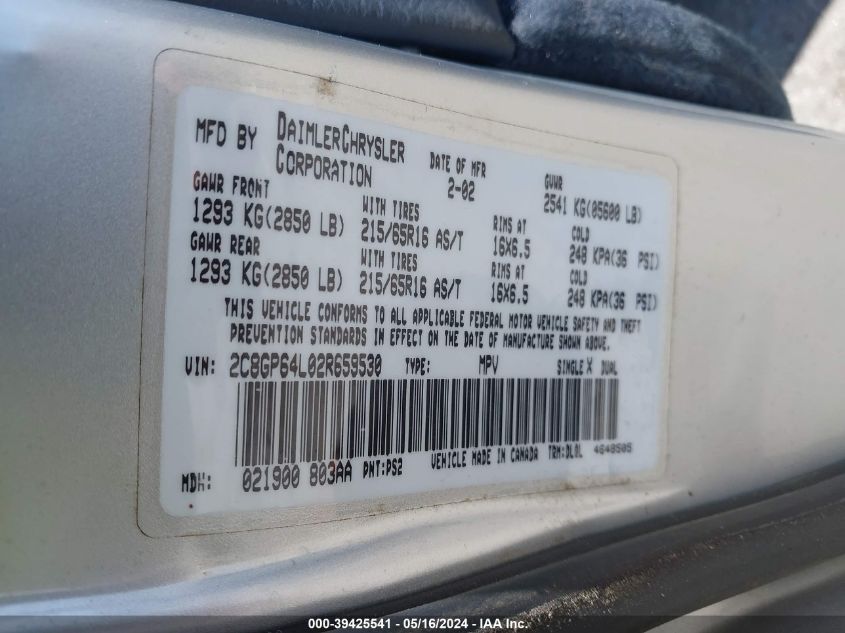 MFD BY DAIMLERCHRYSLER CORPORATION DATE OF MFR 2-02 GVWR 2541 KG(05600 LB)
GAWR FRONT WITH TIRES RIMS AT COLD
1293 KG(2850 LB) 215/65R16 AS/T 16X6.5 248 KPA(36 PSI)
GAWR REAR WITH TIRES RIMS AT COLD
1293 KG(2850 LB) 215/65R16 AS/T 16X6.5 248 KPA(36 PSI)
THIS VEHICLE CONFORMS TO ALL APPLICABLE FEDERAL MOTOR VEHICLE SAFETY AND THEFT
PREVENTION STANDARDS IN EFFECT ON THE DATE OF MANUFACTURE SHOWN ABOVE.
VIN: 2C8GP64L02R659530 TYPE: MPV SINGLE X DUAL
MDH: 021900 803AA PNT:PS2 VEHICLE MADE IN CANADA TRM:DLDL 4648505
000-39425541 - 05/16/2024 - IAA Inc.